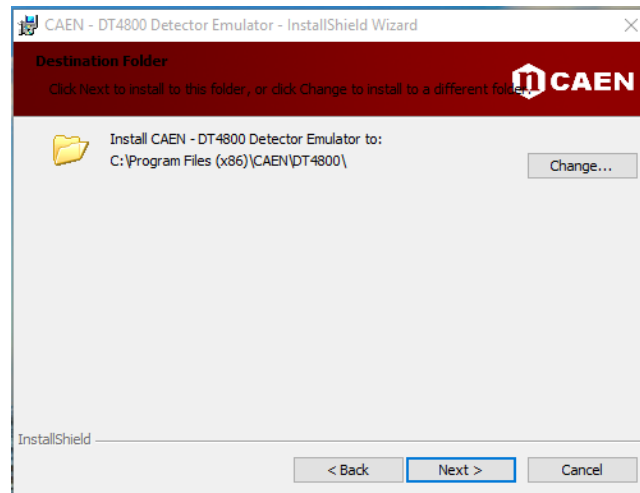 CAEN - DT4800 Detector Emulator - InstallShield Wizard
Destination Folder
Click Next to install to this folder, or click Change to install to a different folder.
CAEN
Install CAEN - DT4800 Detector Emulator to:
C:\Program Files (x86)\CAEN\DT4800\
Change...
InstallShield
< Back
Next >
Cancel